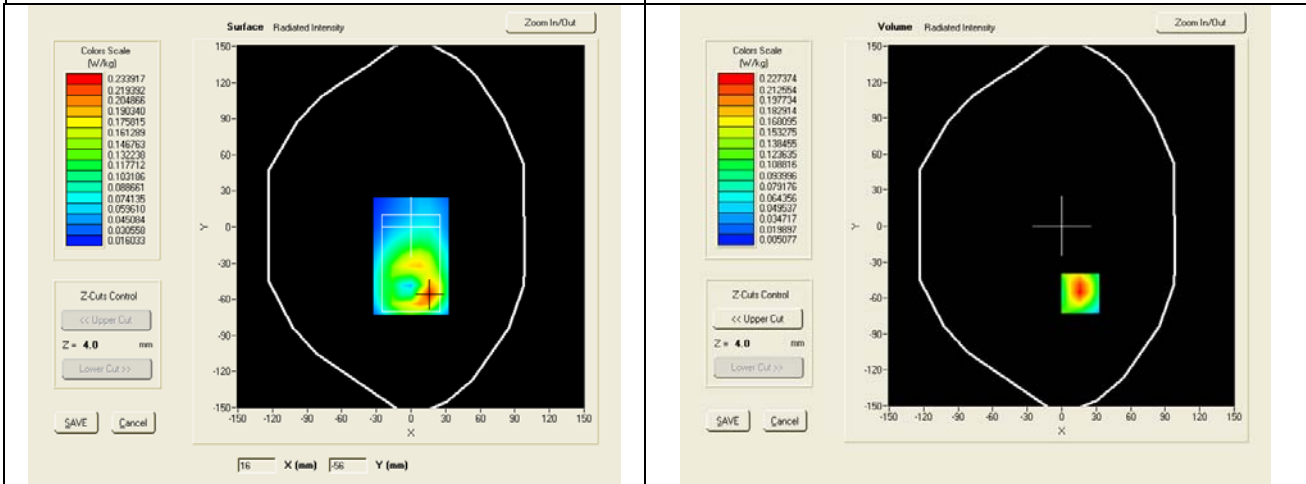 Surface Radiated Intensity
Zoom In/Out
Colors Scale
(W/kg)
0.233917
0.219392
0.204866
0.190340
0.175815
0.161289
0.146763
0.132238
0.117712
0.103186
0.088661
0.074135
0.059610
0.045084
0.030558
0.016033
Z-Cuts Control
<< Upper Cut
Z = 4.0 mm
Lower Cut >>
SAVE
Cancel
150
120
90
60
30
0
-30
-60
-90
-120
-150
Y
-150 -120 -90 -60 -30 0 30 60 90 120 150
X
16 X (mm) -56 Y (mm)
Volume Radiated Intensity
Zoom In/Out
Colors Scale
(W/kg)
0.227374
0.212554
0.197734
0.182914
0.168095
0.153275
0.138455
0.123635
0.108816
0.093996
0.079176
0.064356
0.049537
0.034717
0.019897
0.005077
Z-Cuts Control
<< Upper Cut
Z = 4.0 mm
Lower Cut >>
SAVE
Cancel
150
120
90
60
30
0
-30
-60
-90
-120
-150
Y
-150 -120 -90 -60 -30 0 30 60 90 120 150
X